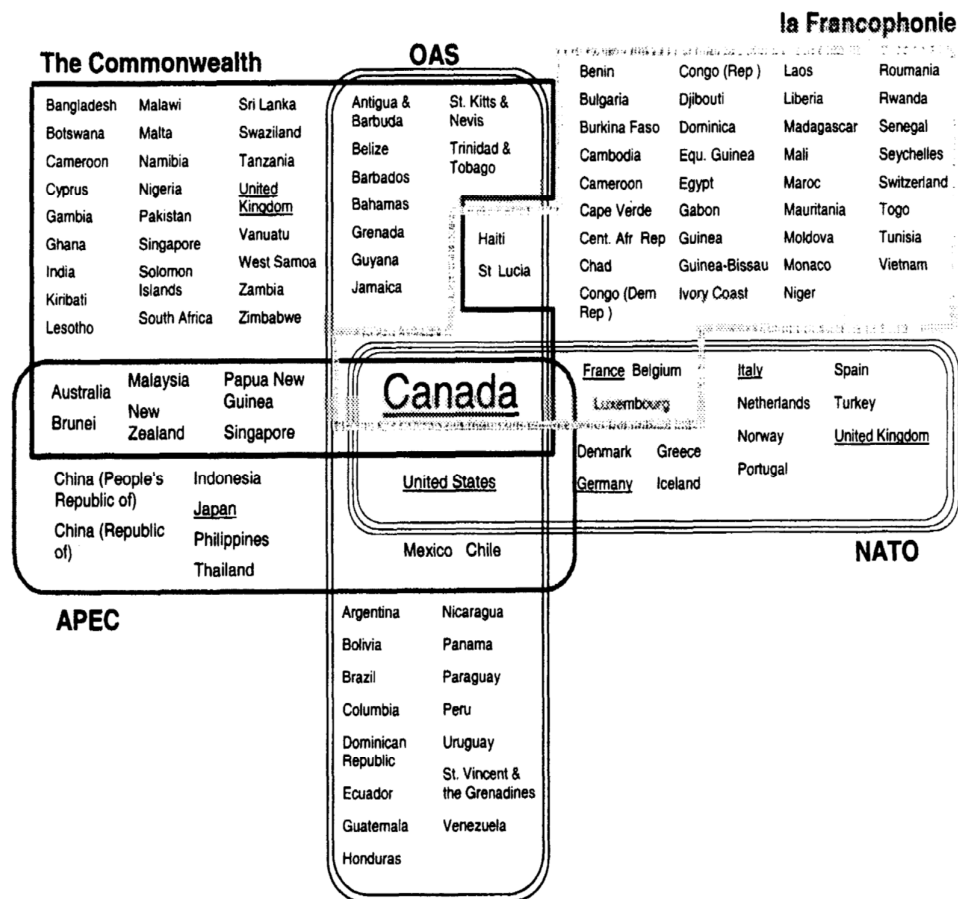 la Francophonie
The Commonwealth
OAS
Bangladesh
Botswana
Cameroon
Cyprus
Gambia
Ghana
India
Kiribati
Lesotho
Malawi
Malta
Namibia
Nigeria
Pakistan
Singapore
Solomon
Islands
South Africa
Sri Lanka
Swaziland
Tanzania
United
Kingdom
Vanuatu
West Samoa
Zambia
Zimbabwe
Antigua &
Barbuda
Belize
Barbados
Bahamas
Grenada
Guyana
Jamaica
St. Kitts &
Nevis
Trinidad &
Tobago
Haiti
St Lucia
Benin
Bulgaria
Burkina Faso
Cambodia
Cameroon
Cape Verde
Cent. Afr Rep
Chad
Congo (Dem
Rep )
Congo (Rep )
Djibouti
Dominica
Equ. Guinea
Egypt
Gabon
Guinea
Guinea-Bissau
Ivory Coast
Laos
Liberia
Madagascar
Mali
Maroc
Mauritania
Moldova
Monaco
Niger
Roumania
Rwanda
Senegal
Seychelles
Switzerland
Togo
Tunisia
Vietnam
Australia
Brunei
Malaysia
New
Zealand
Papua New
Guinea
Singapore
Canada
France Belgium
Luxembourg
Denmark
Greece
Germany
Iceland
Italy
Netherlands
Norway
Portugal
Spain
Turkey
United Kingdom
NATO
China (People's
Republic of)
China (Republic
of)
Indonesia
Japan
Philippines
Thailand
United States
Mexico Chile
APEC
Argentina
Bolivia
Brazil
Columbia
Dominican
Republic
Ecuador
Guatemala
Honduras
Nicaragua
Panama
Paraguay
Peru
Uruguay
St. Vincent &
the Grenadines
Venezuela